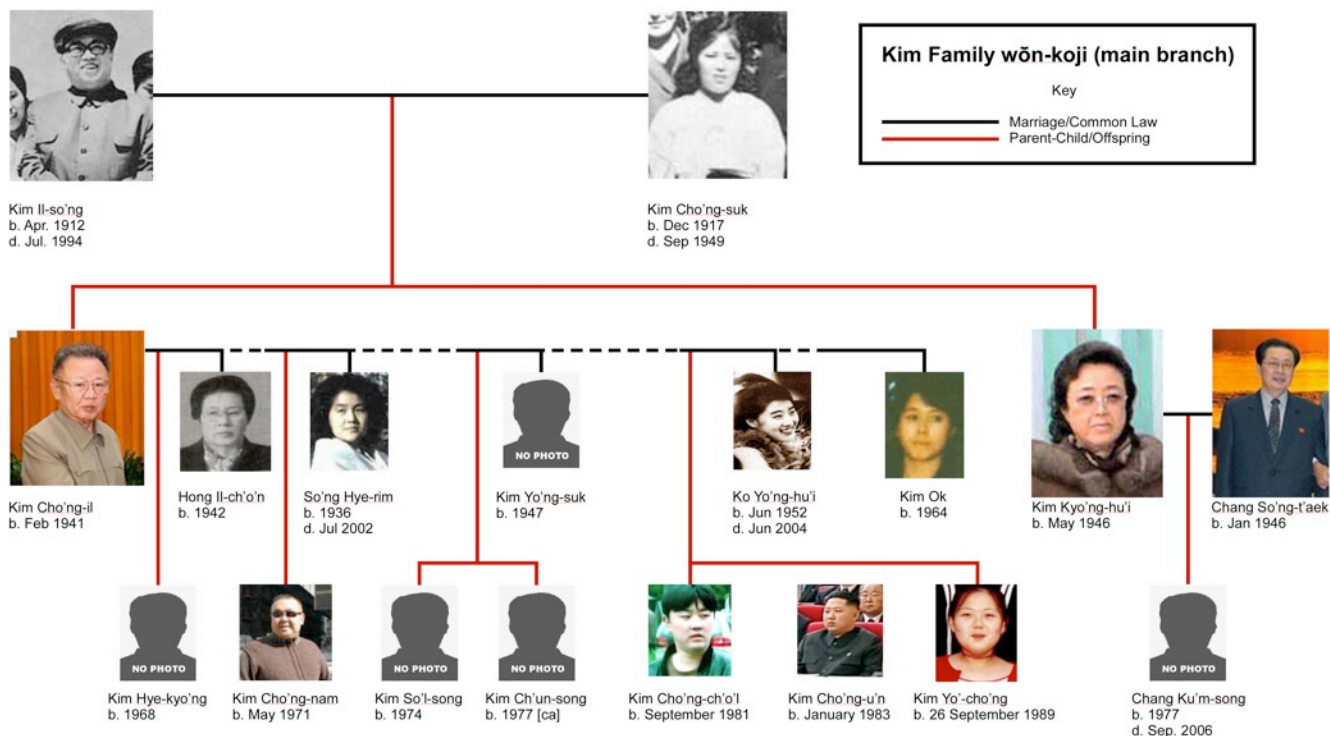 Kim Family wŏn-koji (main branch)
Key
Marriage/Common Law
Parent-Child/Offspring
Kim Il-so'ng
b. Apr. 1912
d. Jul. 1994
Kim Cho'ng-suk
b. Dec 1917
d. Sep 1949
Kim Cho'ng-il
b. Feb 1941
Hong Il-ch'o'n
b. 1942
So'ng Hye-rim
b. 1936
d. Jul 2002
NO PHOTO
Kim Yo'ng-suk
b. 1947
Ko Yo'ng-hu'i
b. Jun 1952
d. Jun 2004
Kim Ok
b. 1964
Kim Kyo'ng-hu'i
b. May 1946
Chang So'ng-t'aek
b. Jan 1946
NO PHOTO
Kim Hye-kyo'ng
b. 1968
Kim Cho'ng-nam
b. May 1971
NO PHOTO
Kim So'l-song
b. 1974
NO PHOTO
Kim Ch'un-song
b. 1977 [ca]
Kim Cho'ng-ch'o'l
b. September 1981
Kim Cho'ng-u'n
b. January 1983
Kim Yo'-cho'ng
b. 26 September 1989
NO PHOTO
Chang Ku'm-song
b. 1977
d. Sep. 2006